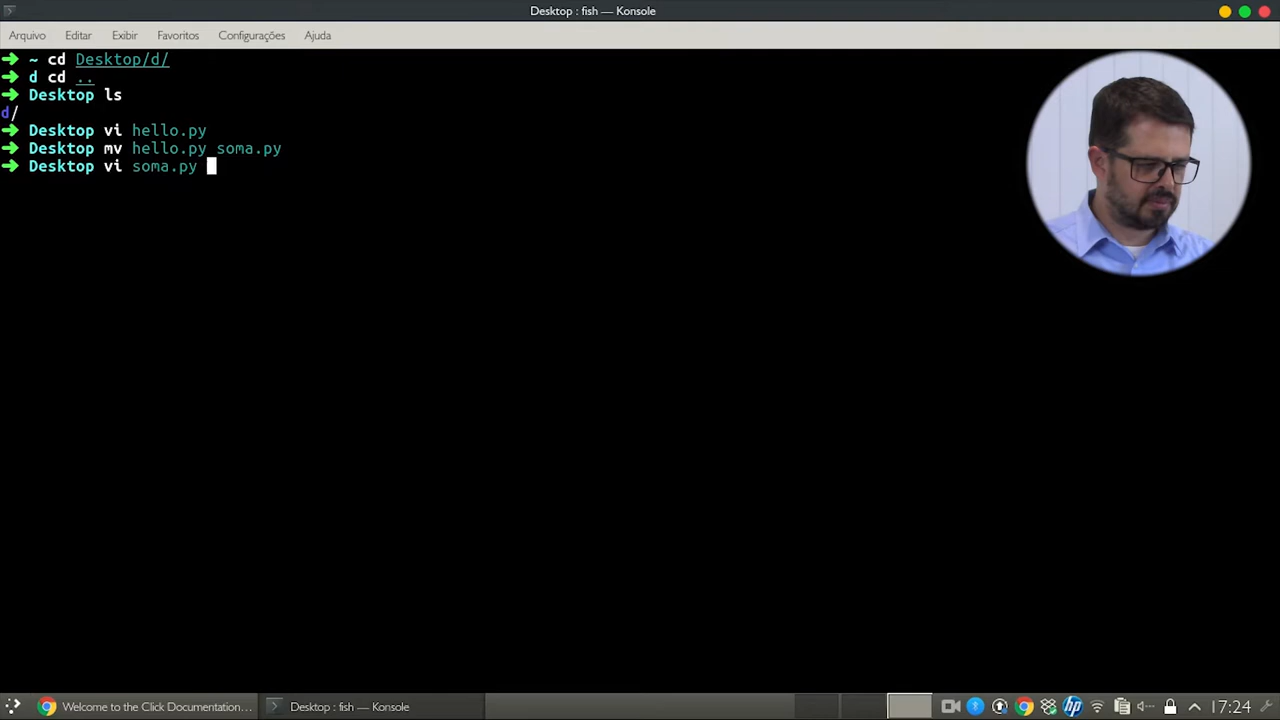 Desktop : fish — Konsole
Arquivo Editar Exibir Favoritos Configurações Ajuda
~ cd Desktop/d/
d cd ..
Desktop ls
d/
Desktop vi hello.py
Desktop mv hello.py soma.py
Desktop vi soma.py
Welcome to the Click Documentation... Desktop : fish — Konsole hp 17:24